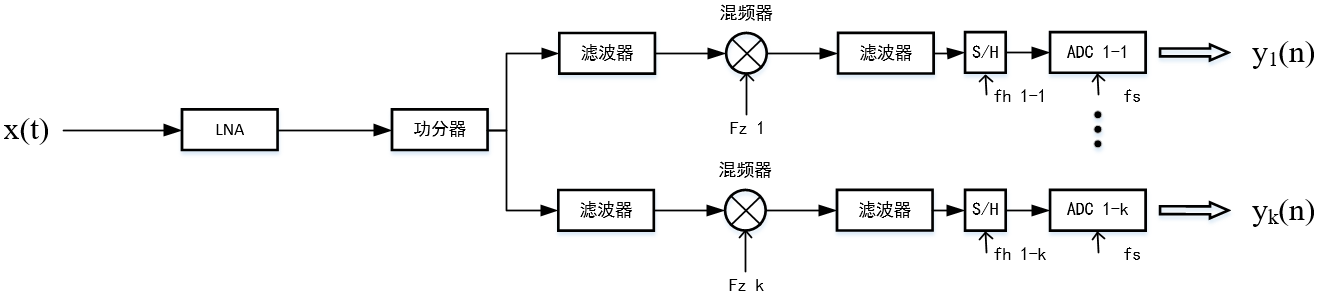 混频器
滤波器 滤波器 S/H ADC 1-1 y1(n)
fh 1-1 fs
Fz 1
x(t) LNA 功分器
混频器
滤波器 滤波器 S/H ADC 1-k yk(n)
fh 1-k fs
Fz k